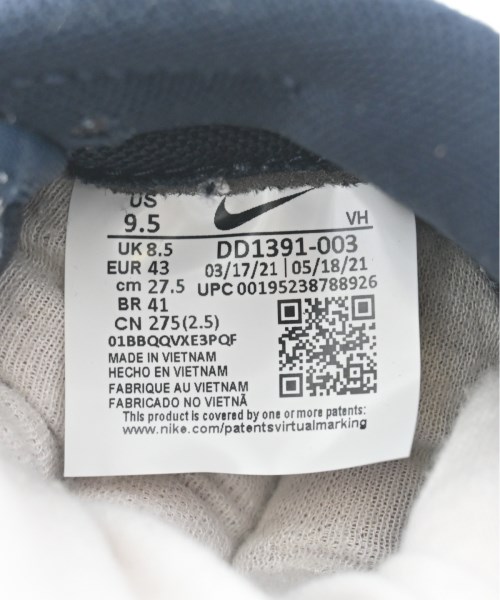 US
9.5 VH
UK 8.5 DD1391-003
EUR 43 03/17/21 | 05/18/21
cm 27.5 UPC 00195238788926
BR 41
CN 275(2.5)
01BBQQVXE3PQF
MADE IN VIETNAM
HECHO EN VIETNAM
FABRIQUE AU VIETNAM
FABRICADO NO VIETNÃ
This product is covered by one or more patents:
www.nike.com/patentsvirtualmarking